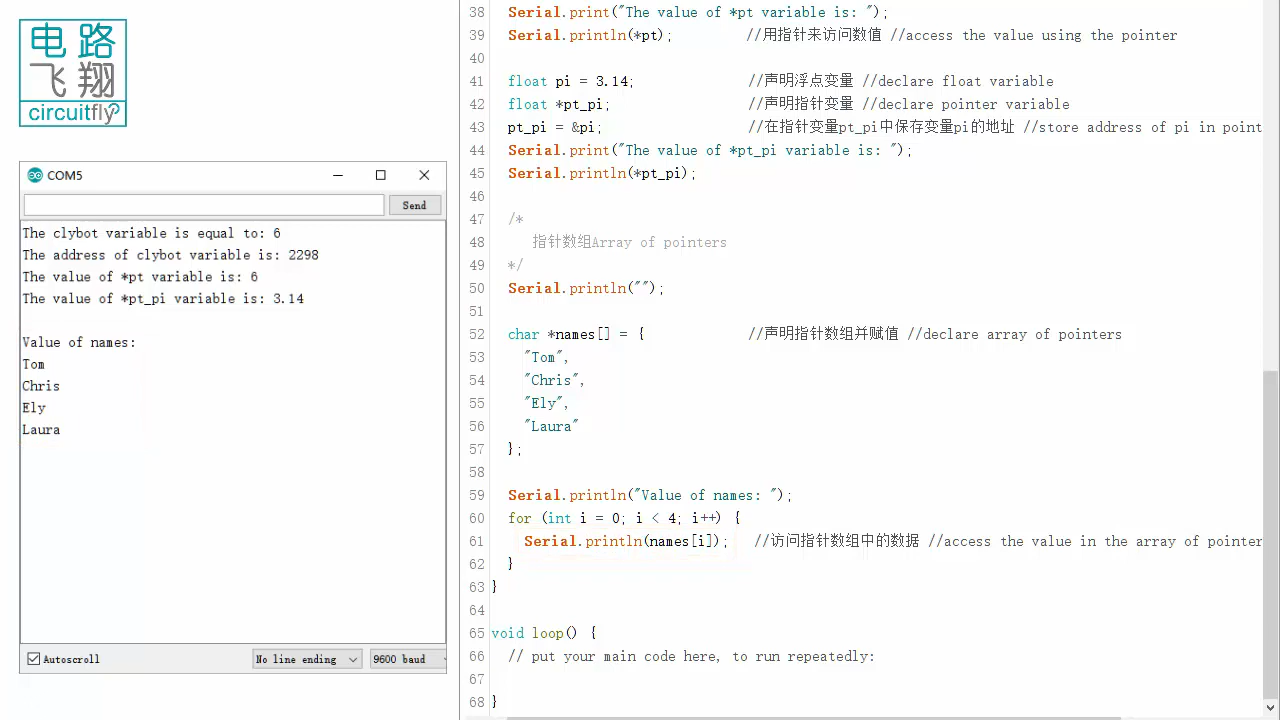 电路
飞翔
circuitfly
COM5
Send
The clybot variable is equal to: 6
The address of clybot variable is: 2298
The value of *pt variable is: 6
The value of *pt_pi variable is: 3.14
Value of names:
Tom
Chris
Ely
Laura
Autoscroll
No line ending
9600 baud
38 Serial.print("The value of *pt variable is: ");
39 Serial.println(*pt); //用指针来访问数值 //access the value using the pointer
40
41 float pi = 3.14; //声明浮点变量 //declare float variable
42 float *pt_pi; //声明指针变量 //declare pointer variable
43 pt_pi = &pi; //在指针变量pt_pi中保存变量pi的地址 //store address of pi in point
44 Serial.print("The value of *pt_pi variable is: ");
45 Serial.println(*pt_pi);
46
47 /*
48 指针数组Array of pointers
49 */
50 Serial.println("");
51
52 char *names[] = { //声明指针数组并赋值 //declare array of pointers
53 "Tom",
54 "Chris",
55 "Ely",
56 "Laura"
57 };
58
59 Serial.println("Value of names: ");
60 for (int i = 0; i < 4; i++) {
61 Serial.println(names[i]); //访问指针数组中的数据 //access the value in the array of pointer
62 }
63 }
64
65 void loop() {
66 // put your main code here, to run repeatedly:
67
68 }